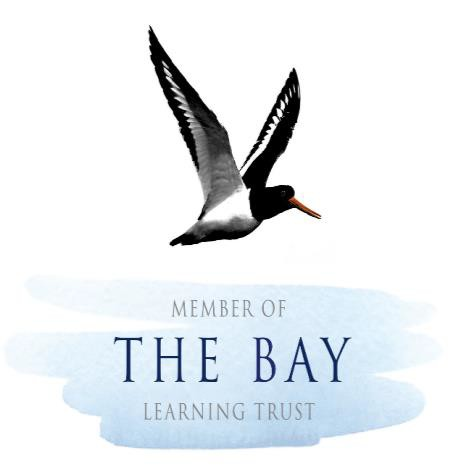 MEMBER OF
THE BAY
LEARNING TRUST